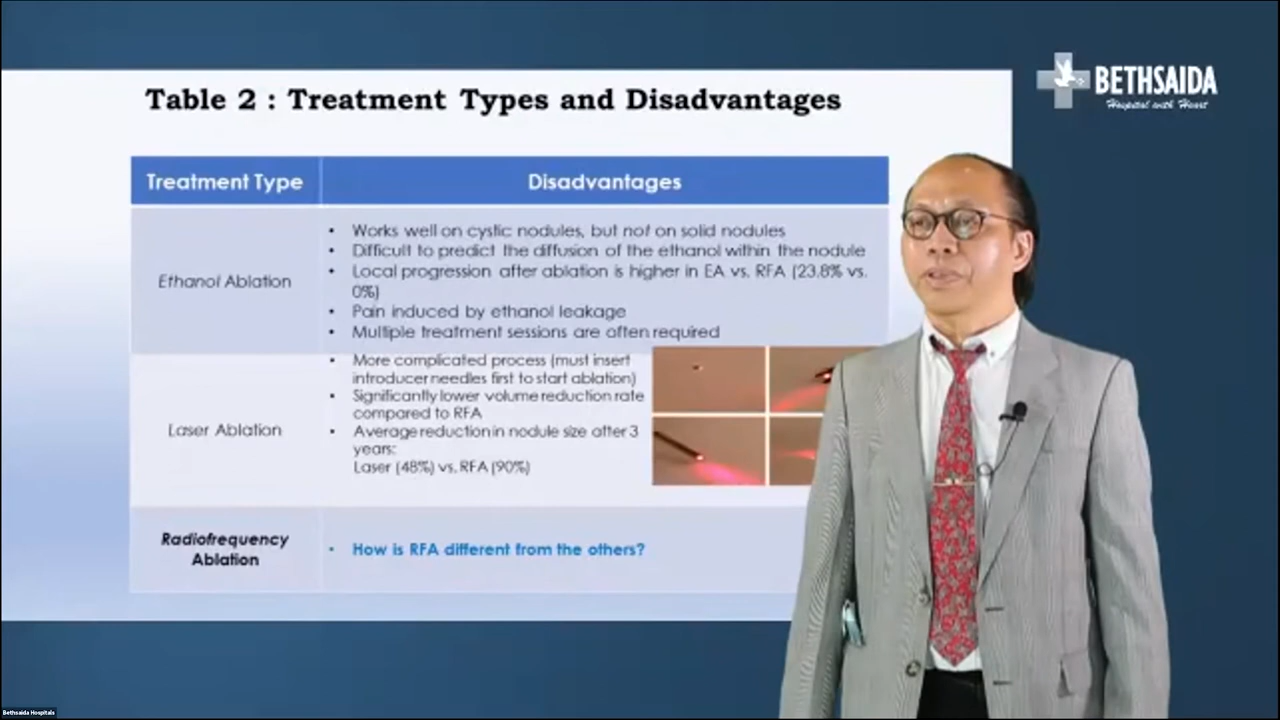 BETHSAIDA
Hospital with Heart
Table 2 : Treatment Types and Disadvantages
Treatment Type
Disadvantages
Ethanol Ablation
• Works well on cystic nodules, but not on solid nodules
• Difficult to predict the diffusion of the ethanol within the nodule
• Local progression after ablation is higher in EA vs. RFA (23.8% vs.
0%)
• Pain induced by ethanol leakage
• Multiple treatment sessions are often required
Laser Ablation
• More complicated process (must insert
introducer needles first to start ablation)
• Significantly lower volume reduction rate
compared to RFA
• Average reduction in nodule size after 3
years:
Laser (48%) vs. RFA (90%)
Radiofrequency
Ablation
• How is RFA different from the others?
Bethsaida Hospitals